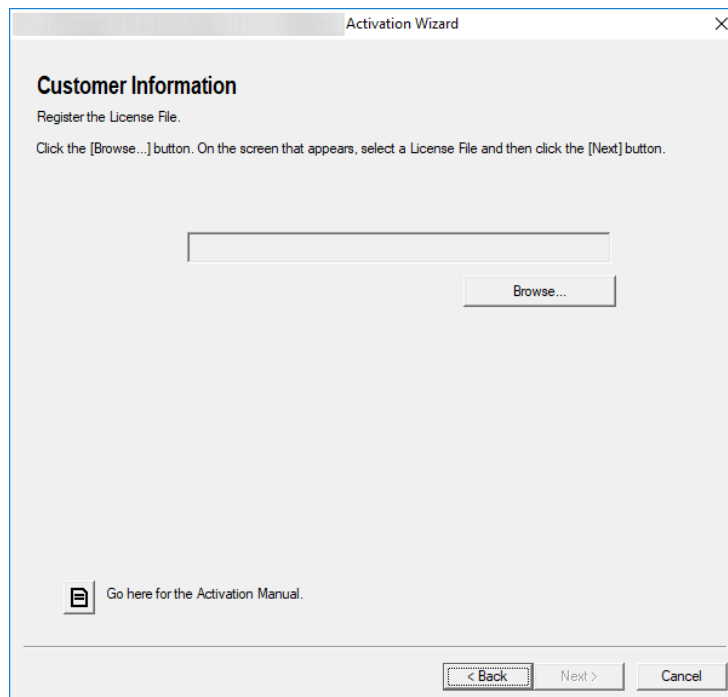 Activation Wizard
Customer Information
Register the License File.
Click the [Browse...] button. On the screen that appears, select a License File and then click the [Next] button.
Browse...
Go here for the Activation Manual.
< Back Next > Cancel